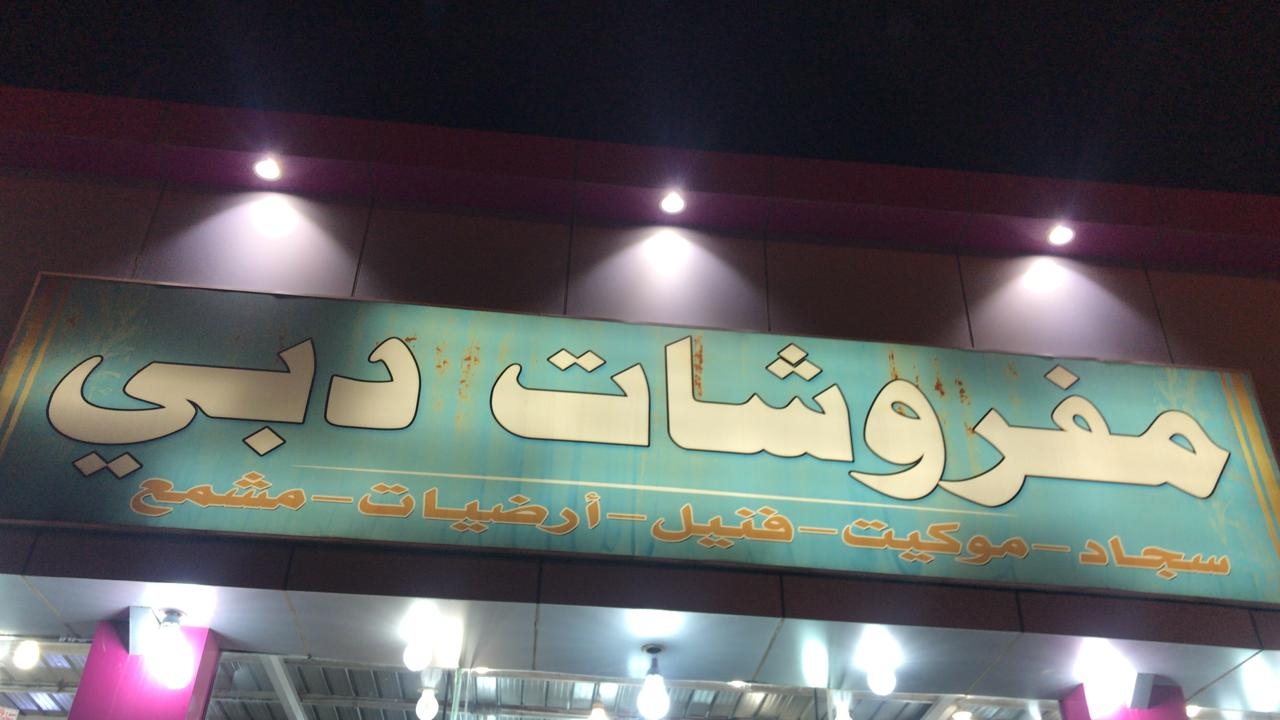 مفروشات دبي
سجاد - موكيت - فنيل - أرضيات - مشمع